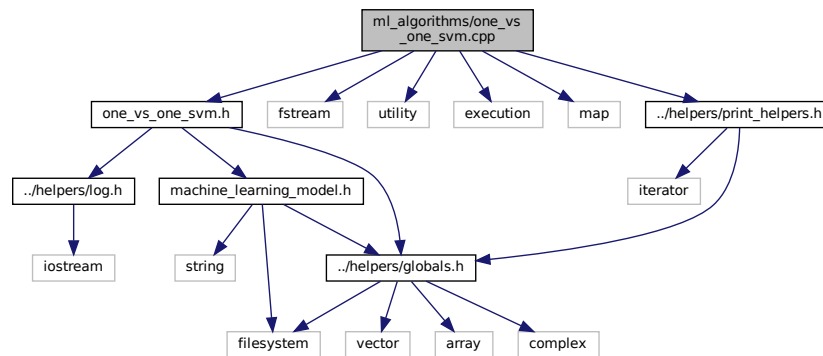 ml_algorithms/one_vs
_one_svm.cpp
one_vs_one_svm.h
fstream
utility
execution
map
../helpers/print_helpers.h
../helpers/log.h
machine_learning_model.h
iterator
iostream
string
../helpers/globals.h
filesystem
vector
array
complex